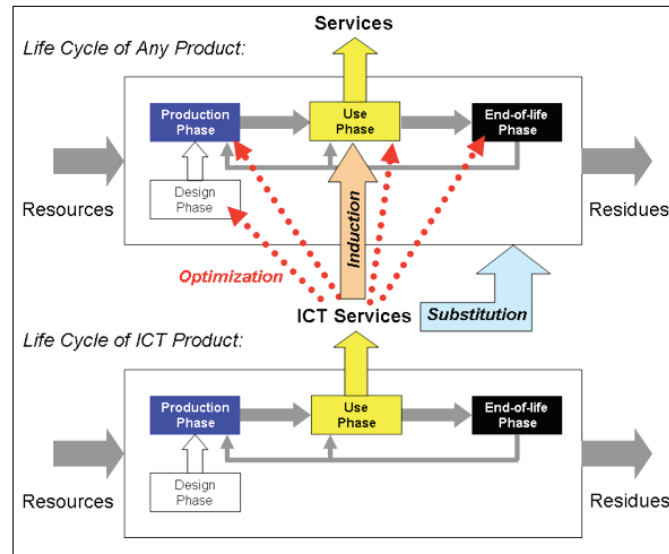 Services
Life Cycle of Any Product:
Production
Phase
Use
Phase
End-of-life
Phase
Design
Phase
Resources
Residues
Induction
Optimization
ICT Services
Substitution
Life Cycle of ICT Product:
Production
Phase
Use
Phase
End-of-life
Phase
Design
Phase
Resources
Residues